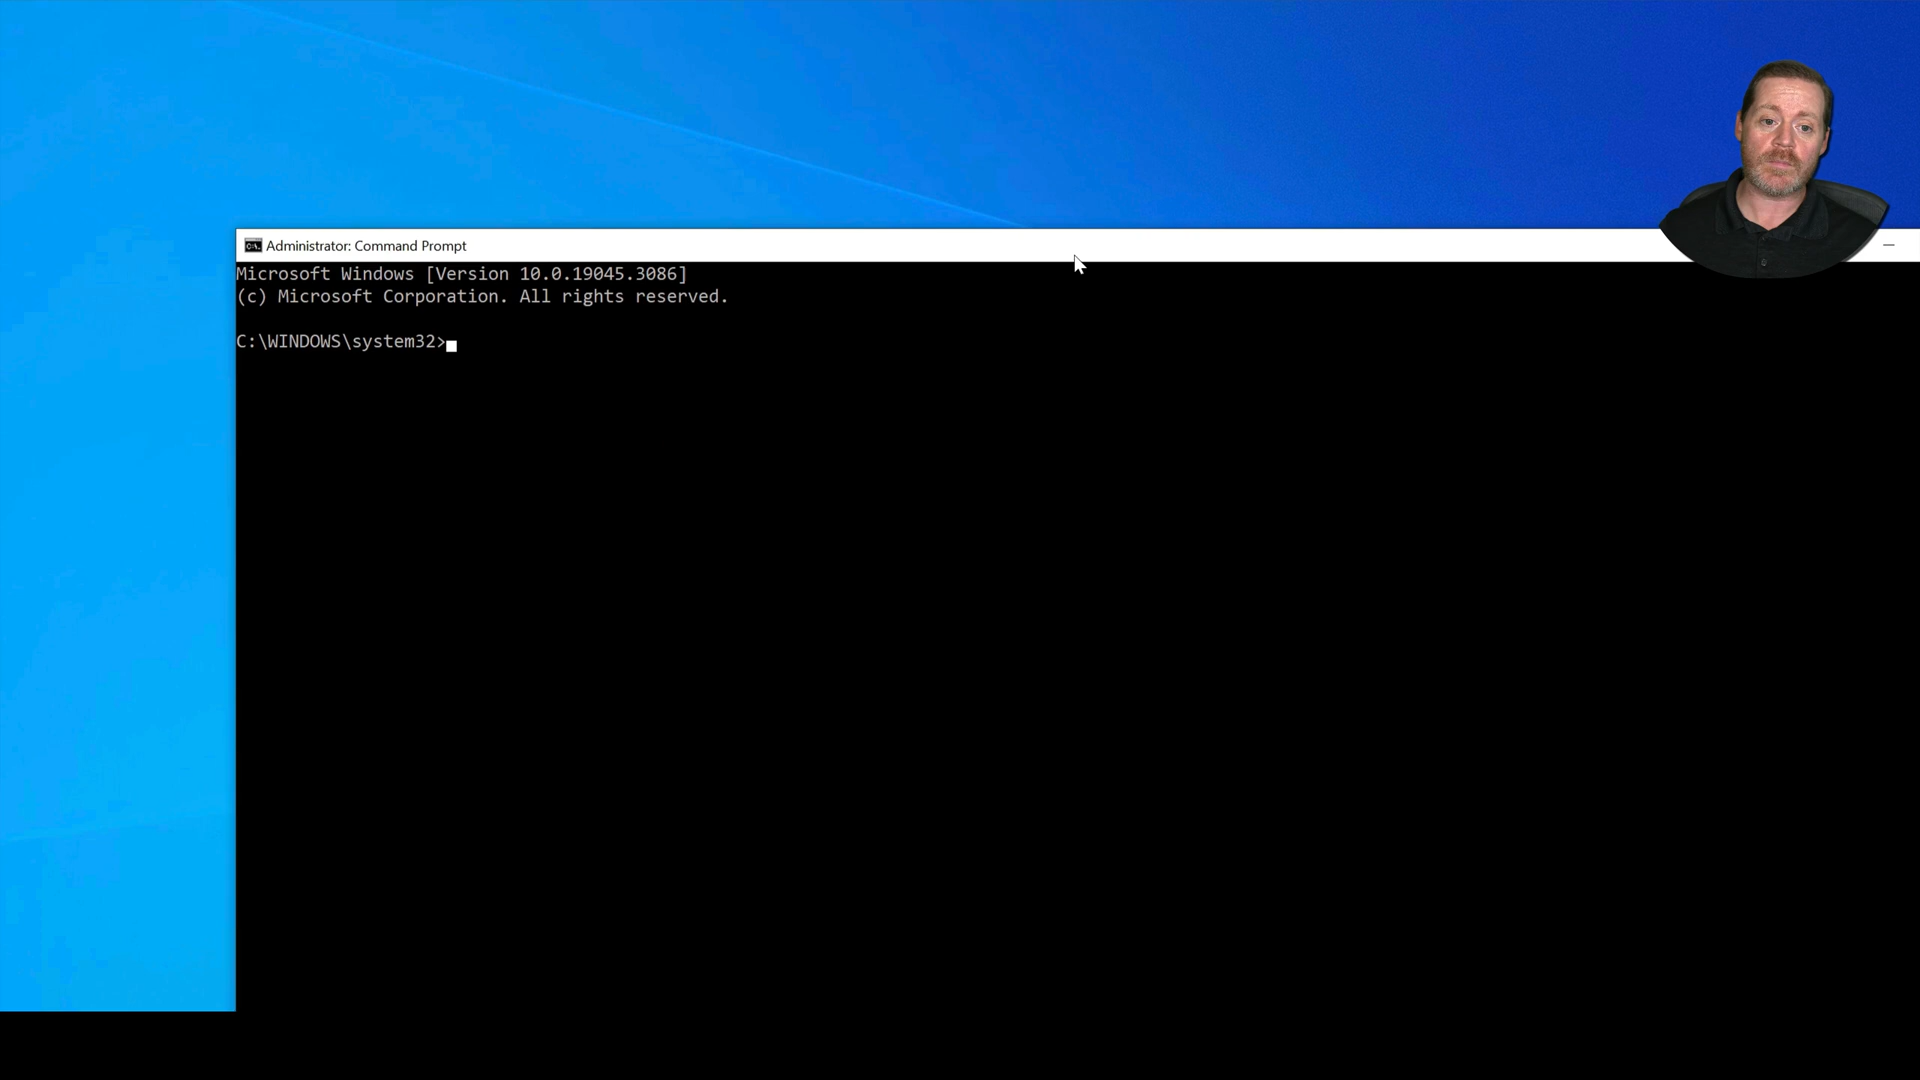 Administrator: Command Prompt
Microsoft Windows [Version 10.0.19045.3086]
(c) Microsoft Corporation. All rights reserved.
C:\WINDOWS\system32>